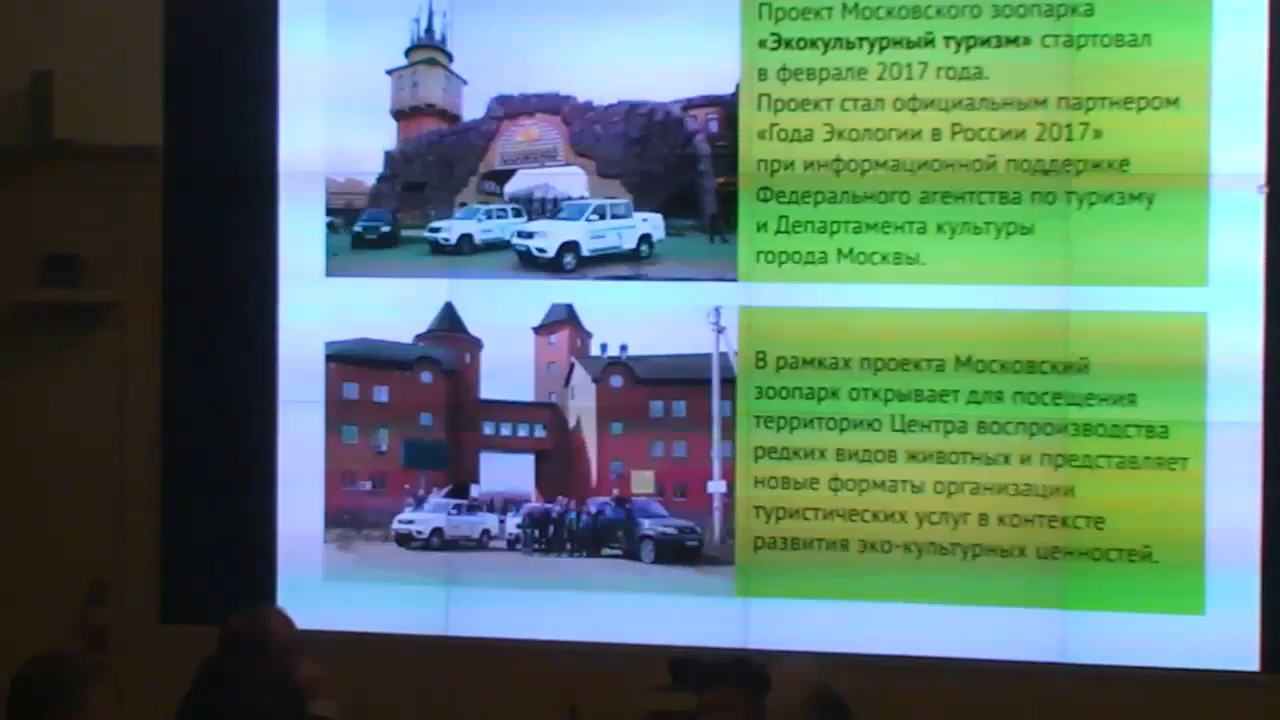 Проект Московского зоопарка
«Экокультурный туризм» стартовал
в феврале 2017 года.
Проект стал официальным партнером
«Года Экологии в России 2017»
при информационной поддержке
Федерального агентства по туризму
и Департамента культуры
города Москвы.
В рамках проекта Московский
зоопарк открывает для посещения
территорию Центра воспроизводства
редких видов животных и представляет
новые форматы организации
туристических услуг в контексте
развития эко-культурных ценностей.